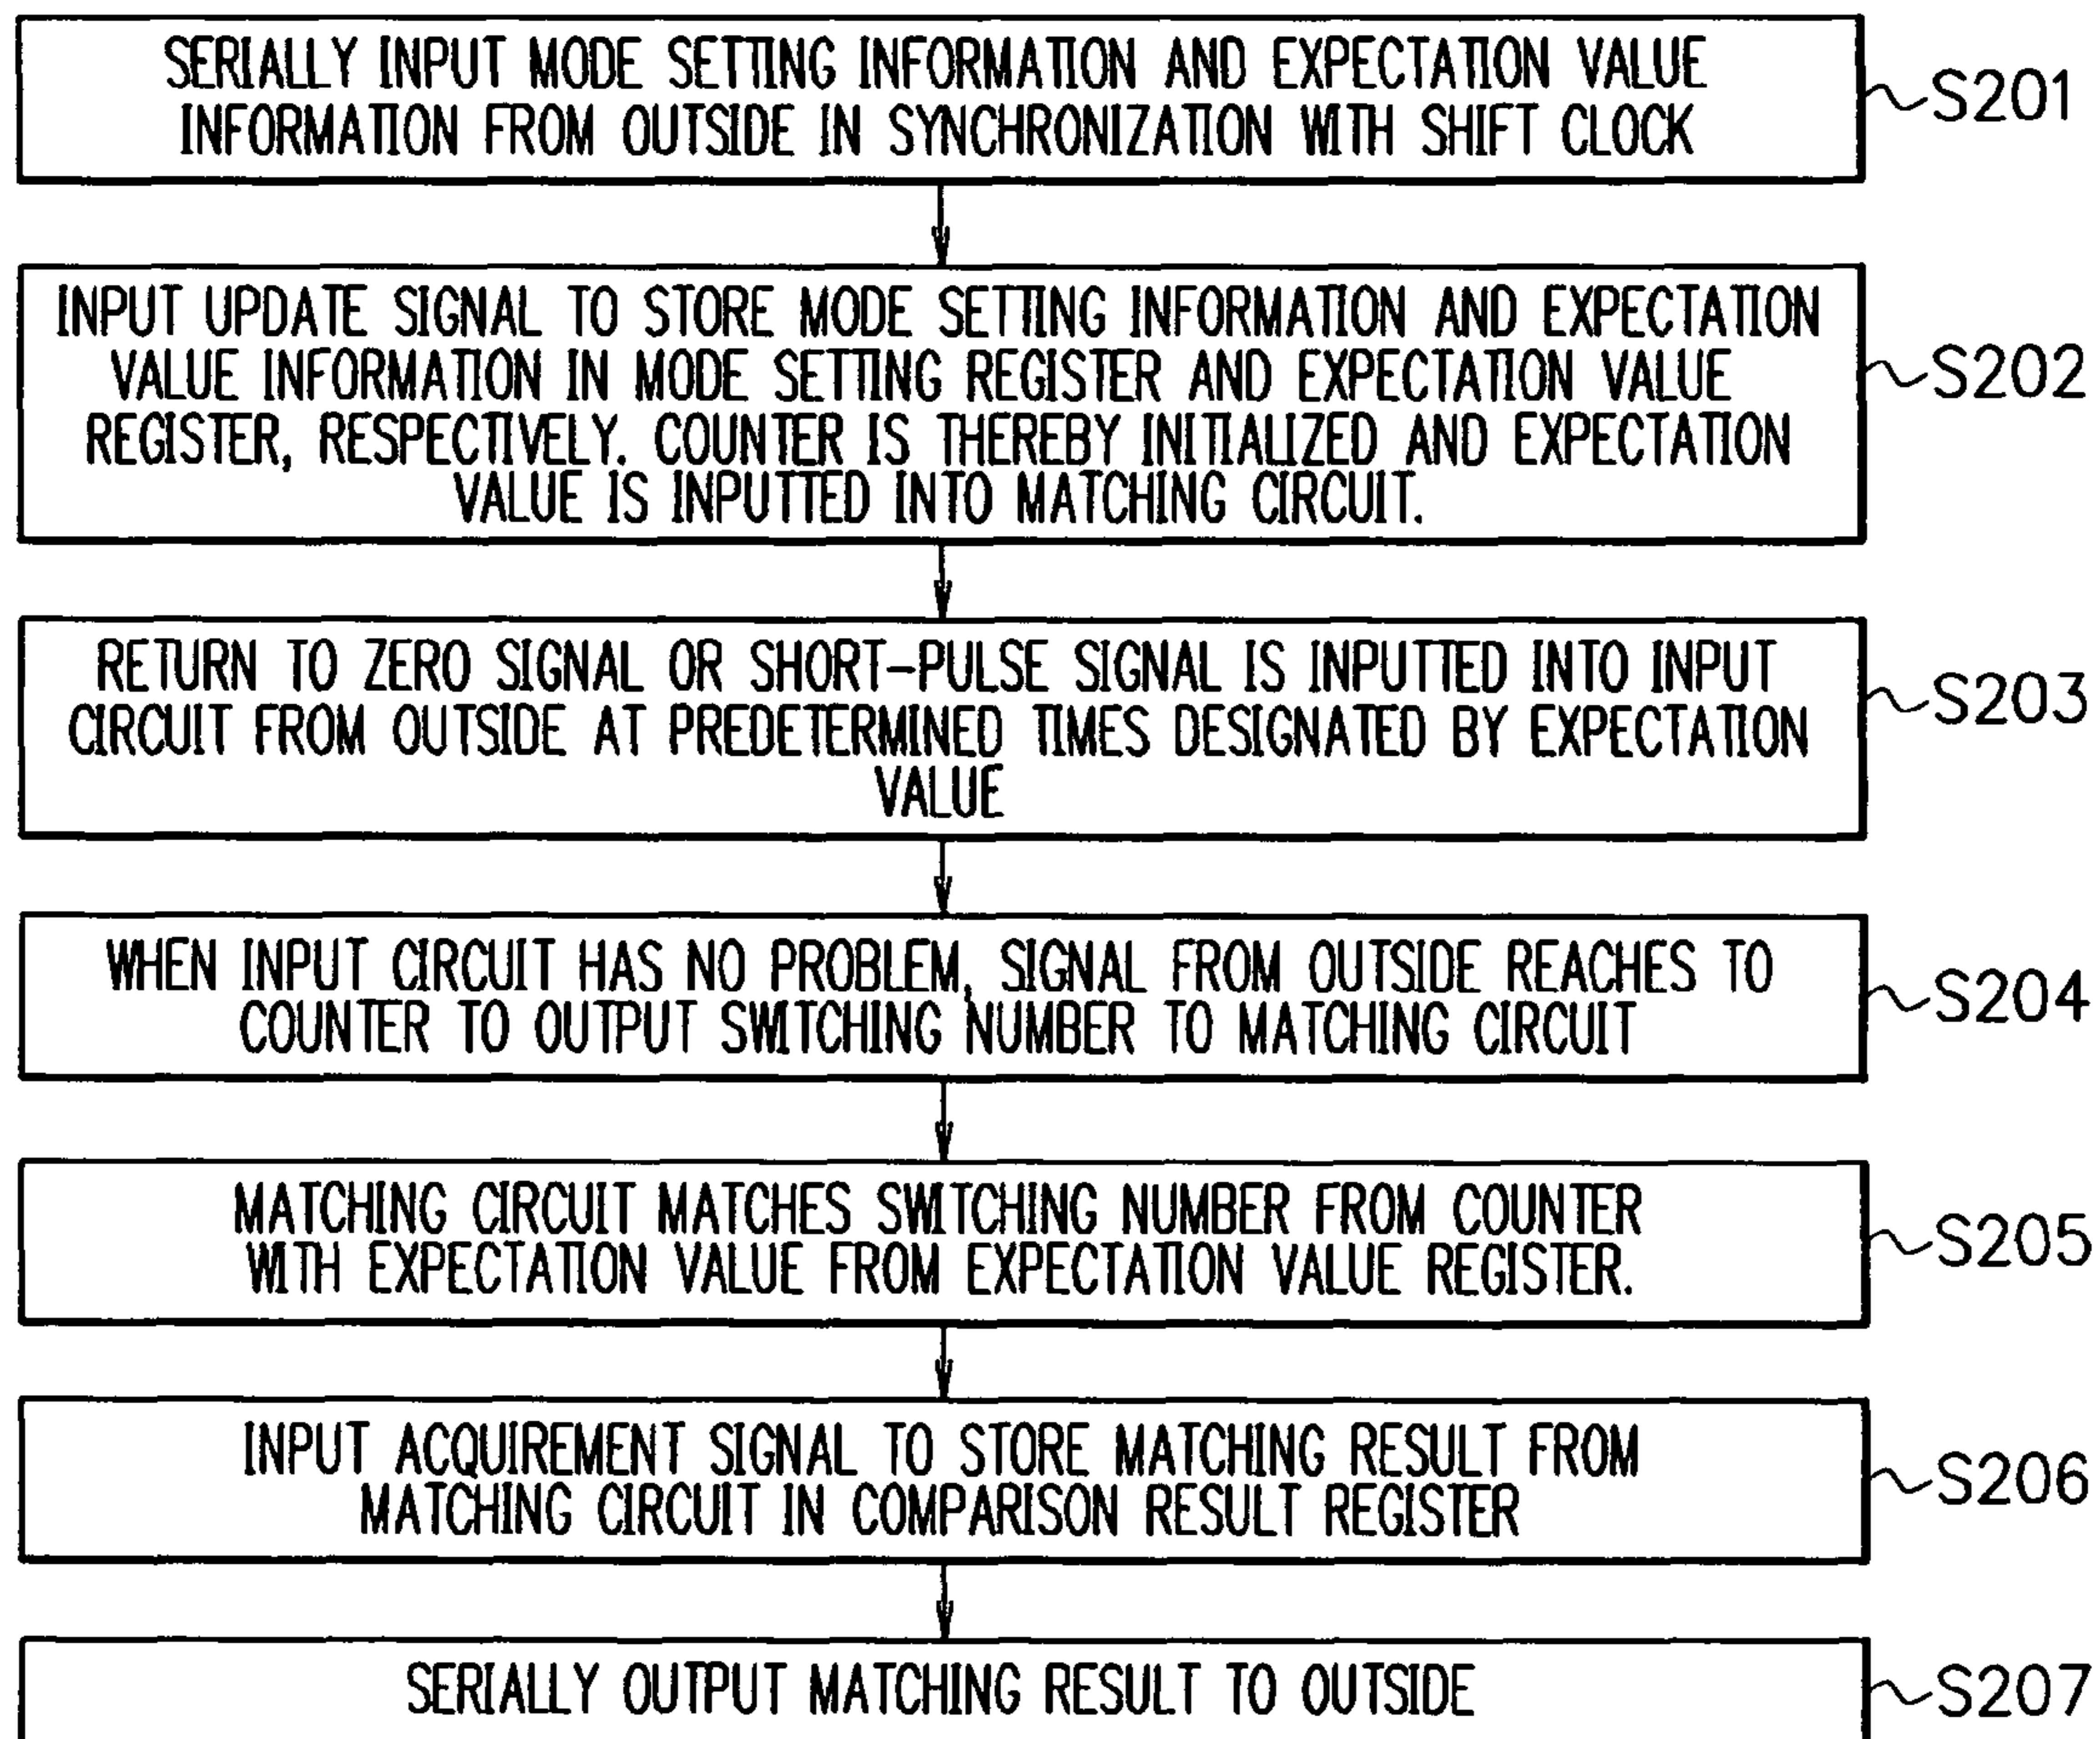 SERIALLY INPUT MODE SETTING INFORMATION AND EXPECTATION VALUE
INFORMATION FROM OUTSIDE IN SYNCHRONIZATION WITH SHIFT CLOCK
S201
INPUT UPDATE SIGNAL TO STORE MODE SETTING INFORMATION AND EXPECTATION
VALUE INFORMATION IN MODE SETTING REGISTER AND EXPECTATION VALUE
REGISTER, RESPECTIVELY. COUNTER IS THEREBY INITIALIZED AND EXPECTATION
VALUE IS INPUTTED INTO MATCHING CIRCUIT.
S202
RETURN TO ZERO SIGNAL OR SHORT-PULSE SIGNAL IS INPUTTED INTO INPUT
CIRCUIT FROM OUTSIDE AT PREDETERMINED TIMES DESIGNATED BY EXPECTATION
VALUE
S203
WHEN INPUT CIRCUIT HAS NO PROBLEM, SIGNAL FROM OUTSIDE REACHES TO
COUNTER TO OUTPUT SWITCHING NUMBER TO MATCHING CIRCUIT
S204
MATCHING CIRCUIT MATCHES SWITCHING NUMBER FROM COUNTER
WITH EXPECTATION VALUE FROM EXPECTATION VALUE REGISTER.
S205
INPUT ACQUIREMENT SIGNAL TO STORE MATCHING RESULT FROM
MATCHING CIRCUIT IN COMPARISON RESULT REGISTER
S206
SERIALLY OUTPUT MATCHING RESULT TO OUTSIDE
S207